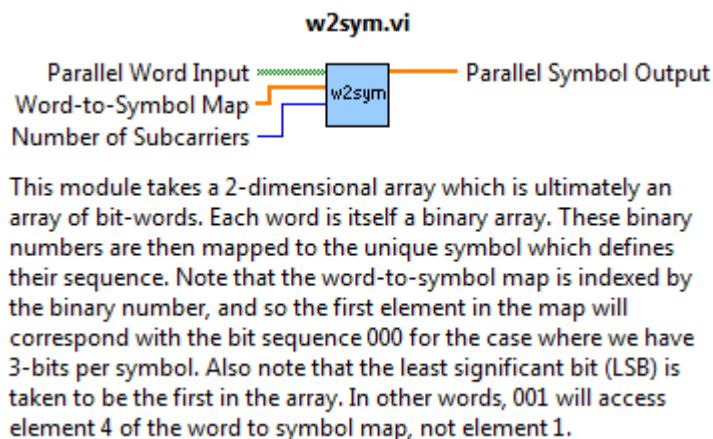 w2sym.vi
Parallel Word Input
Parallel Symbol Output
Word-to-Symbol Map
w2sym
Number of Subcarriers
This module takes a 2-dimensional array which is ultimately an
array of bit-words. Each word is itself a binary array. These binary
numbers are then mapped to the unique symbol which defines
their sequence. Note that the word-to-symbol map is indexed by
the binary number, and so the first element in the map will
correspond with the bit sequence 000 for the case where we have
3-bits per symbol. Also note that the least significant bit (LSB) is
taken to be the first in the array. In other words, 001 will access
element 4 of the word to symbol map, not element 1.